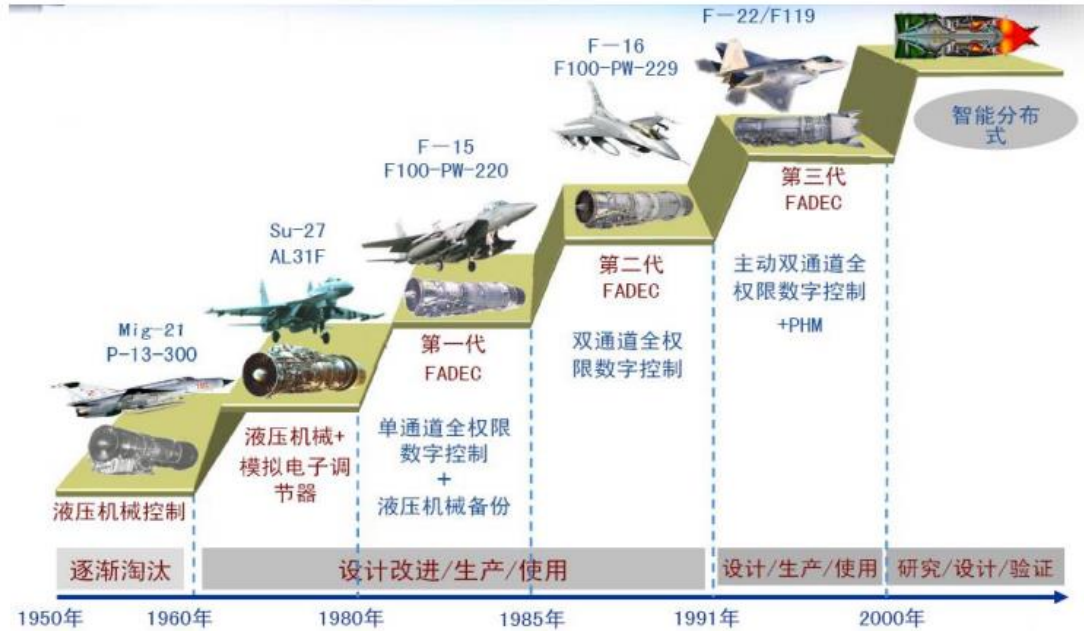 F－22/F119
F－16
F100-PW-229
智能分布
式
F－15
F100-PW-220
第三代
FADEC
Su-27
AL31F
第二代
FADEC
主动双通道全
权限数字控制
+PHM
Mig-21
P-13-300
第一代
FADEC
双通道全权
限数字控制
液压机械+
模拟电子调
节器
单通道全权限
数字控制
+
液压机械备份
液压机械控制
逐渐淘汰
设计改进/生产/使用
设计/生产/使用
研究/设计/验证
1950年
1960年
1980年
1985年
1991年
2000年